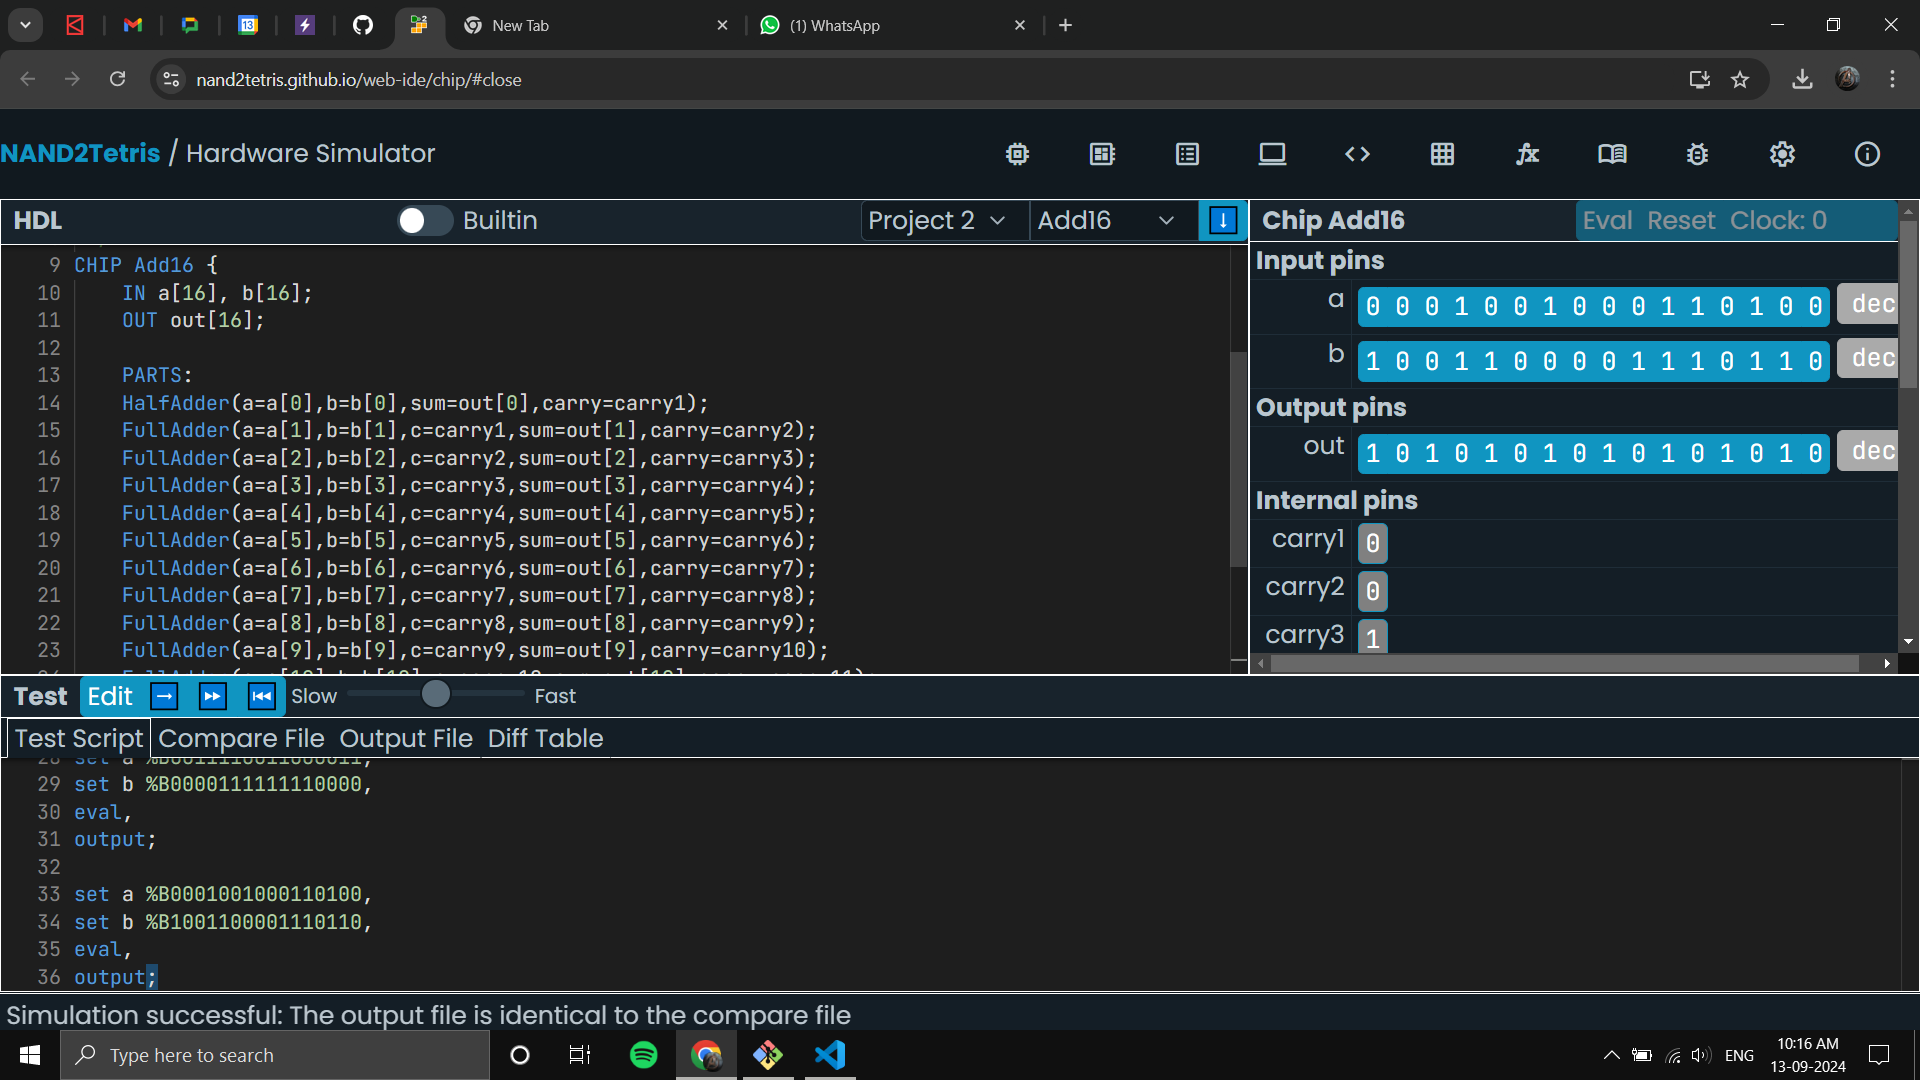 New Tab
(1) WhatsApp
nand2tetris.github.io/web-ide/chip/#close
NAND2Tetris / Hardware Simulator
HDL
Builtin
Project 2
Add16
9 CHIP Add16 {
10 IN a[16], b[16];
11 OUT out[16];
12
13 PARTS:
14 HalfAdder(a=a[0],b=b[0],sum=out[0],carry=carry1);
15 FullAdder(a=a[1],b=b[1],c=carry1,sum=out[1],carry=carry2);
16 FullAdder(a=a[2],b=b[2],c=carry2,sum=out[2],carry=carry3);
17 FullAdder(a=a[3],b=b[3],c=carry3,sum=out[3],carry=carry4);
18 FullAdder(a=a[4],b=b[4],c=carry4,sum=out[4],carry=carry5);
19 FullAdder(a=a[5],b=b[5],c=carry5,sum=out[5],carry=carry6);
20 FullAdder(a=a[6],b=b[6],c=carry6,sum=out[6],carry=carry7);
21 FullAdder(a=a[7],b=b[7],c=carry7,sum=out[7],carry=carry8);
22 FullAdder(a=a[8],b=b[8],c=carry8,sum=out[8],carry=carry9);
23 FullAdder(a=a[9],b=b[9],c=carry9,sum=out[9],carry=carry10);
Chip Add16
Eval Reset Clock: 0
Input pins
a 0 0 0 1 0 0 1 0 0 0 1 1 0 1 0 0 dec
b 1 0 0 1 1 0 0 0 0 1 1 1 0 1 1 0 dec
Output pins
out 1 0 1 0 1 0 1 0 1 0 1 0 1 0 1 0 dec
Internal pins
carry1 0
carry2 0
carry3 1
Test Edit Slow Fast
Test Script Compare File Output File Diff Table
28 set a %B0011110011000011,
29 set b %B0000111111110000,
30 eval,
31 output;
32
33 set a %B0001001000110100,
34 set b %B1001100001110110,
35 eval,
36 output;
Simulation successful: The output file is identical to the compare file
Type here to search
ENG
10:16 AM
13-09-2024